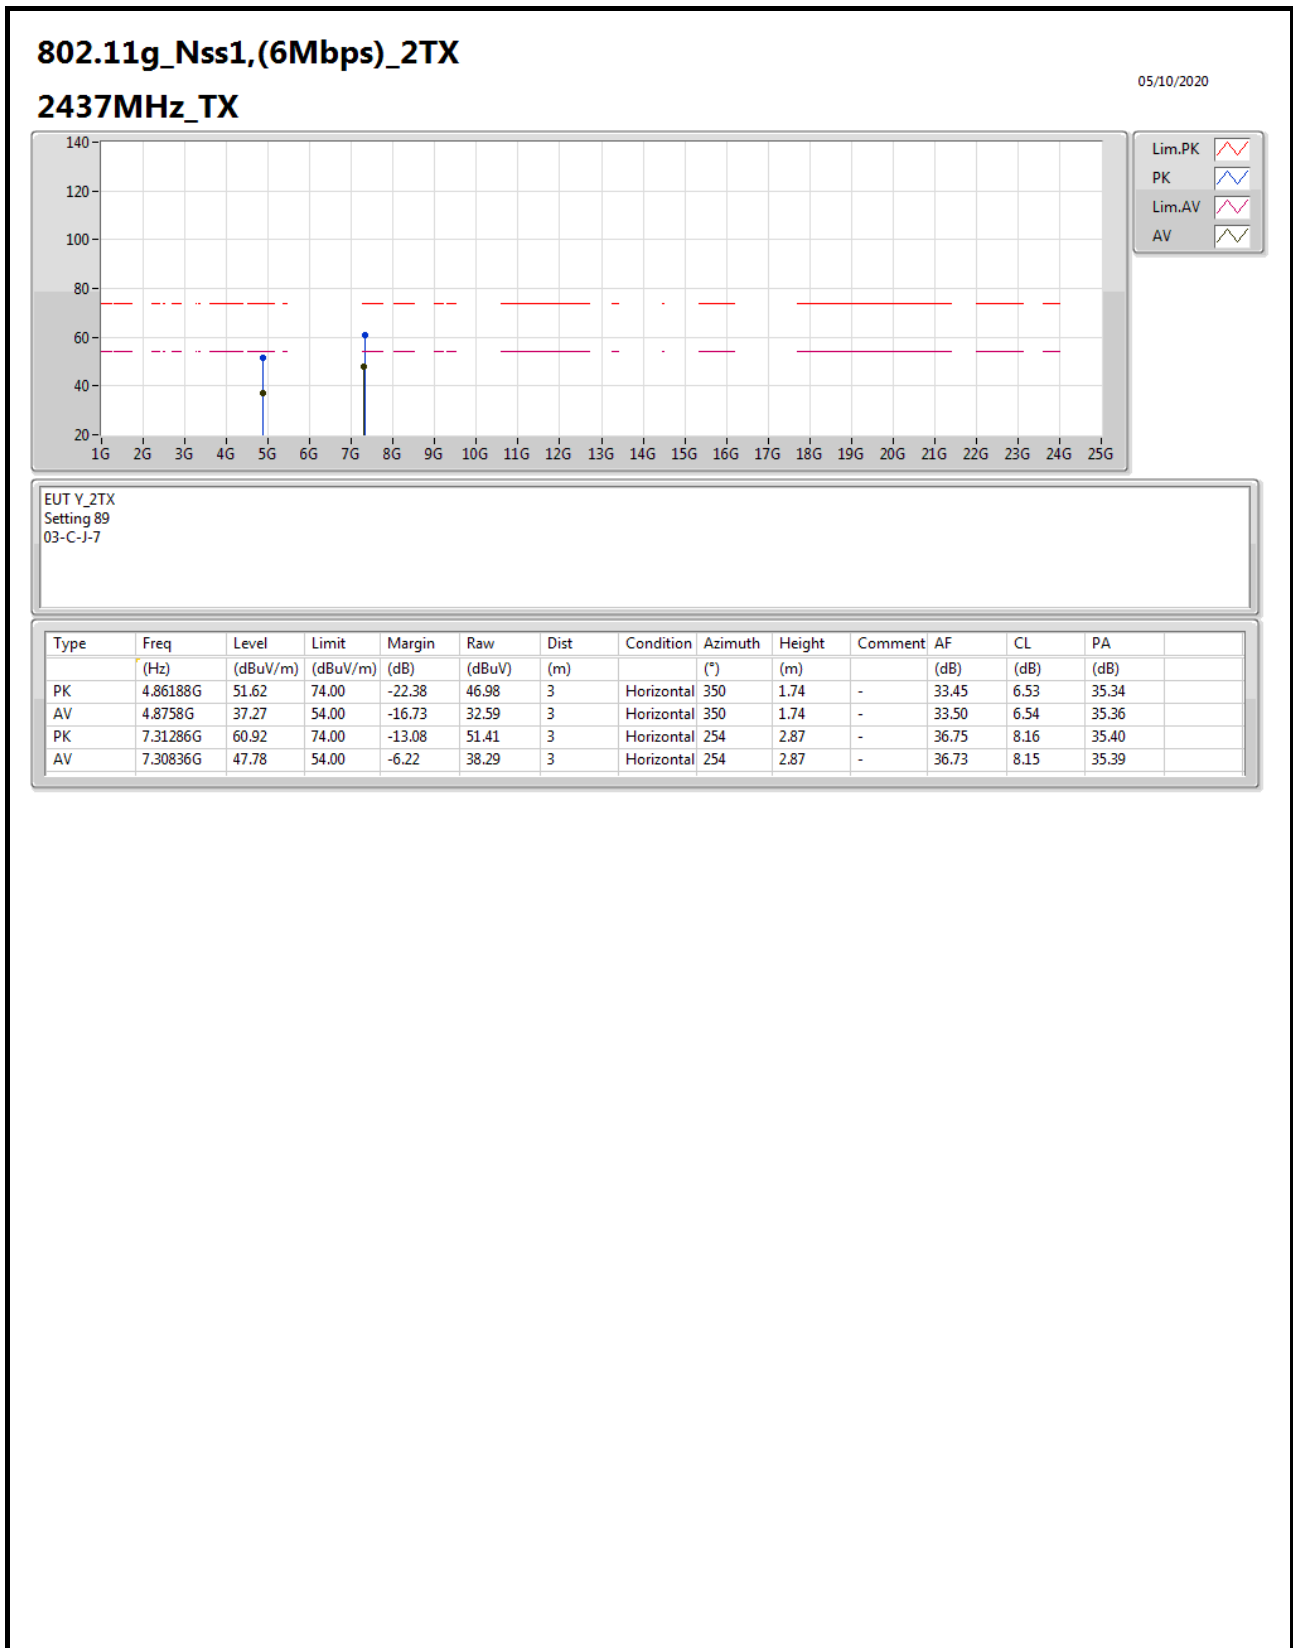 802.11g_Nss1,(6Mbps)_2TX
05/10/2020
2437MHz_TX
140
120
100
80
60
40
20
1G 2G 3G 4G 5G 6G 7G 8G 9G 10G 11G 12G 13G 14G 15G 16G 17G 18G 19G 20G 21G 22G 23G 24G 25G
Lim.PK
PK
Lim.AV
AV
EUT Y_2TX
Setting 89
03-C-J-7
Type Freq Level Limit Margin Raw Dist Condition Azimuth Height Comment AF CL PA
(Hz) (dBuV/m) (dBuV/m) (dB) (dBuV) (m) (°) (m) (dB) (dB) (dB)
PK 4.86188G 51.62 74.00 -22.38 46.98 3 Horizontal 350 1.74 - 33.45 6.53 35.34
AV 4.8758G 37.27 54.00 -16.73 32.59 3 Horizontal 350 1.74 - 33.50 6.54 35.36
PK 7.31286G 60.92 74.00 -13.08 51.41 3 Horizontal 254 2.87 - 36.75 8.16 35.40
AV 7.30836G 47.78 54.00 -6.22 38.29 3 Horizontal 254 2.87 - 36.73 8.15 35.39